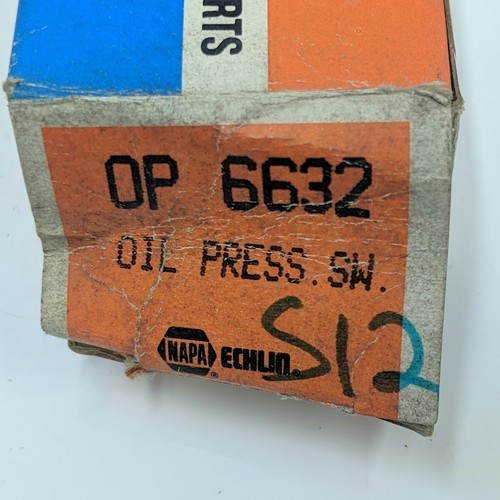 RTS
OP 6632
OIL PRESS. SW.
NAPA® ECHLIN®
S12